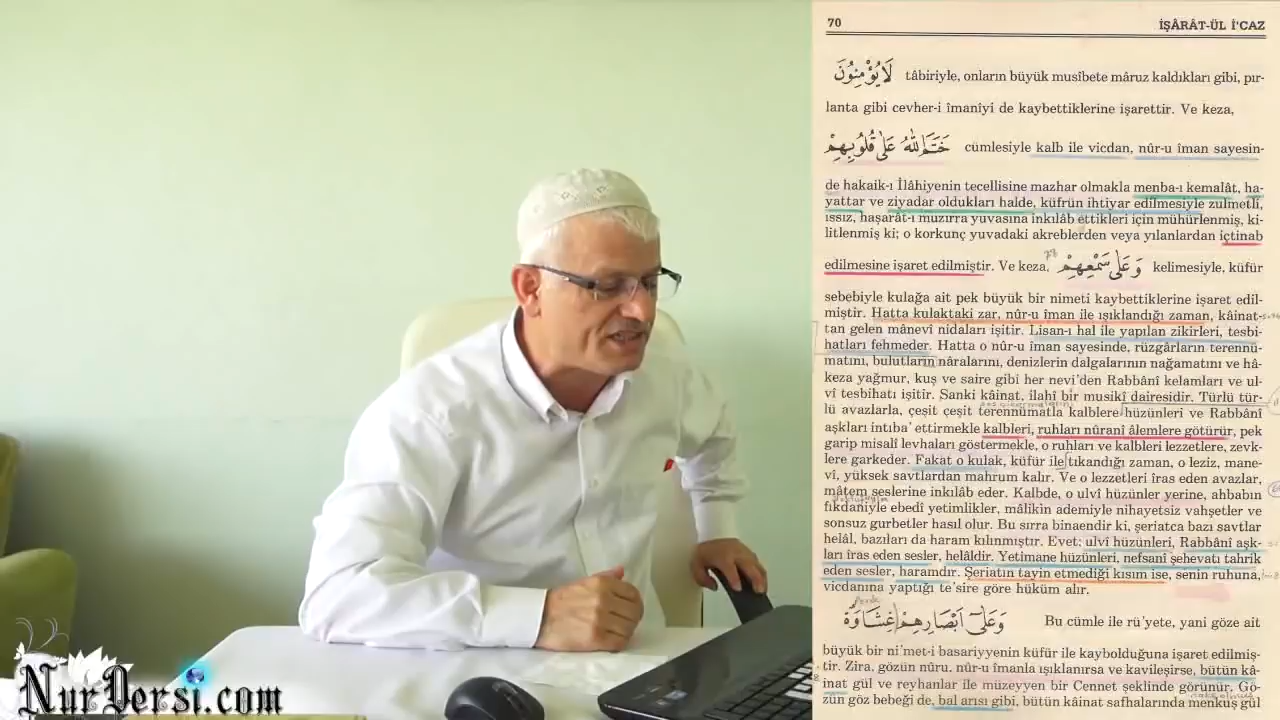 70
İŞÂRÂT-ÜL İ'CAZ
لَا يُؤْمِنُونَ tâbiriyle, onların büyük musîbete mâruz kaldıkları gibi, pır-
lanta gibi cevher-i îmanîyi de kaybettiklerine işarettir. Ve keza,
خَتَمَ اللّٰهُ عَلٰى قُلُوبِهِمْ cümlesiyle kalb ile vicdan, nûr-u îman sayesin-
de hakaik-ı İlâhiyenin tecellisine mazhar olmakla menba-ı kemalât, ha-
yattar ve ziyadar oldukları halde, küfrün ihtiyar edilmesiyle zulmetli,
ıssız, haşarât-ı muzırra yuvasına inkılâb ettikleri için mühürlenmiş, ki-
litlenmiş ki; o korkunç yuvadaki akreblerden veya yılanlardan içtinab
edilmesine işaret edilmiştir. Ve keza, وَعَلٰى سَمْعِهِمْ kelimesiyle, küfür
sebebiyle kulağa ait pek büyük bir nimeti kaybettiklerine işaret edil-
miştir. Hatta kulaktaki zar, nûr-u îman ile ışıklandığı zaman, kâinat-
tan gelen mânevî nidaları işitir. Lisan-ı hal ile yapılan zikirleri, tesbi-
hatları fehmeder. Hatta o nûr-u îman sayesinde, rüzgârların terennü-
matını, bulutların nâralarını, denizlerin dalgalarının nağamatını ve hâ-
keza yağmur, kuş ve saire gibi her nevi'den Rabbânî kelamları ve ul-
vî tesbihatı işitir. Sanki kâinat, ilahî bir musikî dairesidir. Türlü tür-
lü avazlarla, çeşit çeşit terennümatla kalblere hüzünleri ve Rabbânî
aşkları intıba' ettirmekle kalbleri, ruhları nûranî âlemlere götürür, pek
garip misalî levhaları göstermekle, o ruhları ve kalbleri lezzetlere, zevk-
lere garkeder. Fakat o kulak, küfür ile tıkandığı zaman, o leziz, mane-
vî, yüksek savtlardan mahrum kalır. Ve o lezzetleri îras eden avazlar,
mâtem seslerine inkılâb eder. Kalbde, o ulvî hüzünler yerine, ahbabın
fıkdaniyle ebedî yetimlikler, mâlikin ademiyle nihayetsiz vahşetler ve
sonsuz gurbetler hasıl olur. Bu sırra binaendir ki, şeriatca bazı savtlar
helâl, bazıları da haram kılınmıştır. Evet; ulvî hüzünleri, Rabbânî aşk-
ları îras eden sesler, helâldir. Yetimane hüzünleri, nefsanî şehevatı tahrik
eden sesler, haramdır. Şeriatın tayin etmediği kısım ise, senin ruhuna,
vicdanına yaptığı te'sire göre hüküm alır.
وَعَلٰٓى اَبْصَارِهِمْ غِشَاوَةٌ Bu cümle ile rü'yete, yani göze ait
büyük bir ni'met-i basariyyenin küfür ile kaybolduğuna işaret edilmiş-
tir. Zira, gözün nûru, nûr-u îmanla ışıklanırsa ve kavileşirse, bütün kâ-
inat gül ve reyhanlar ile müzeyyen bir Cennet şeklinde görünür. Gö-
zün göz bebeği de, bal arısı gibi, bütün kâinat safhalarında menkuş gül
NurDersi.com